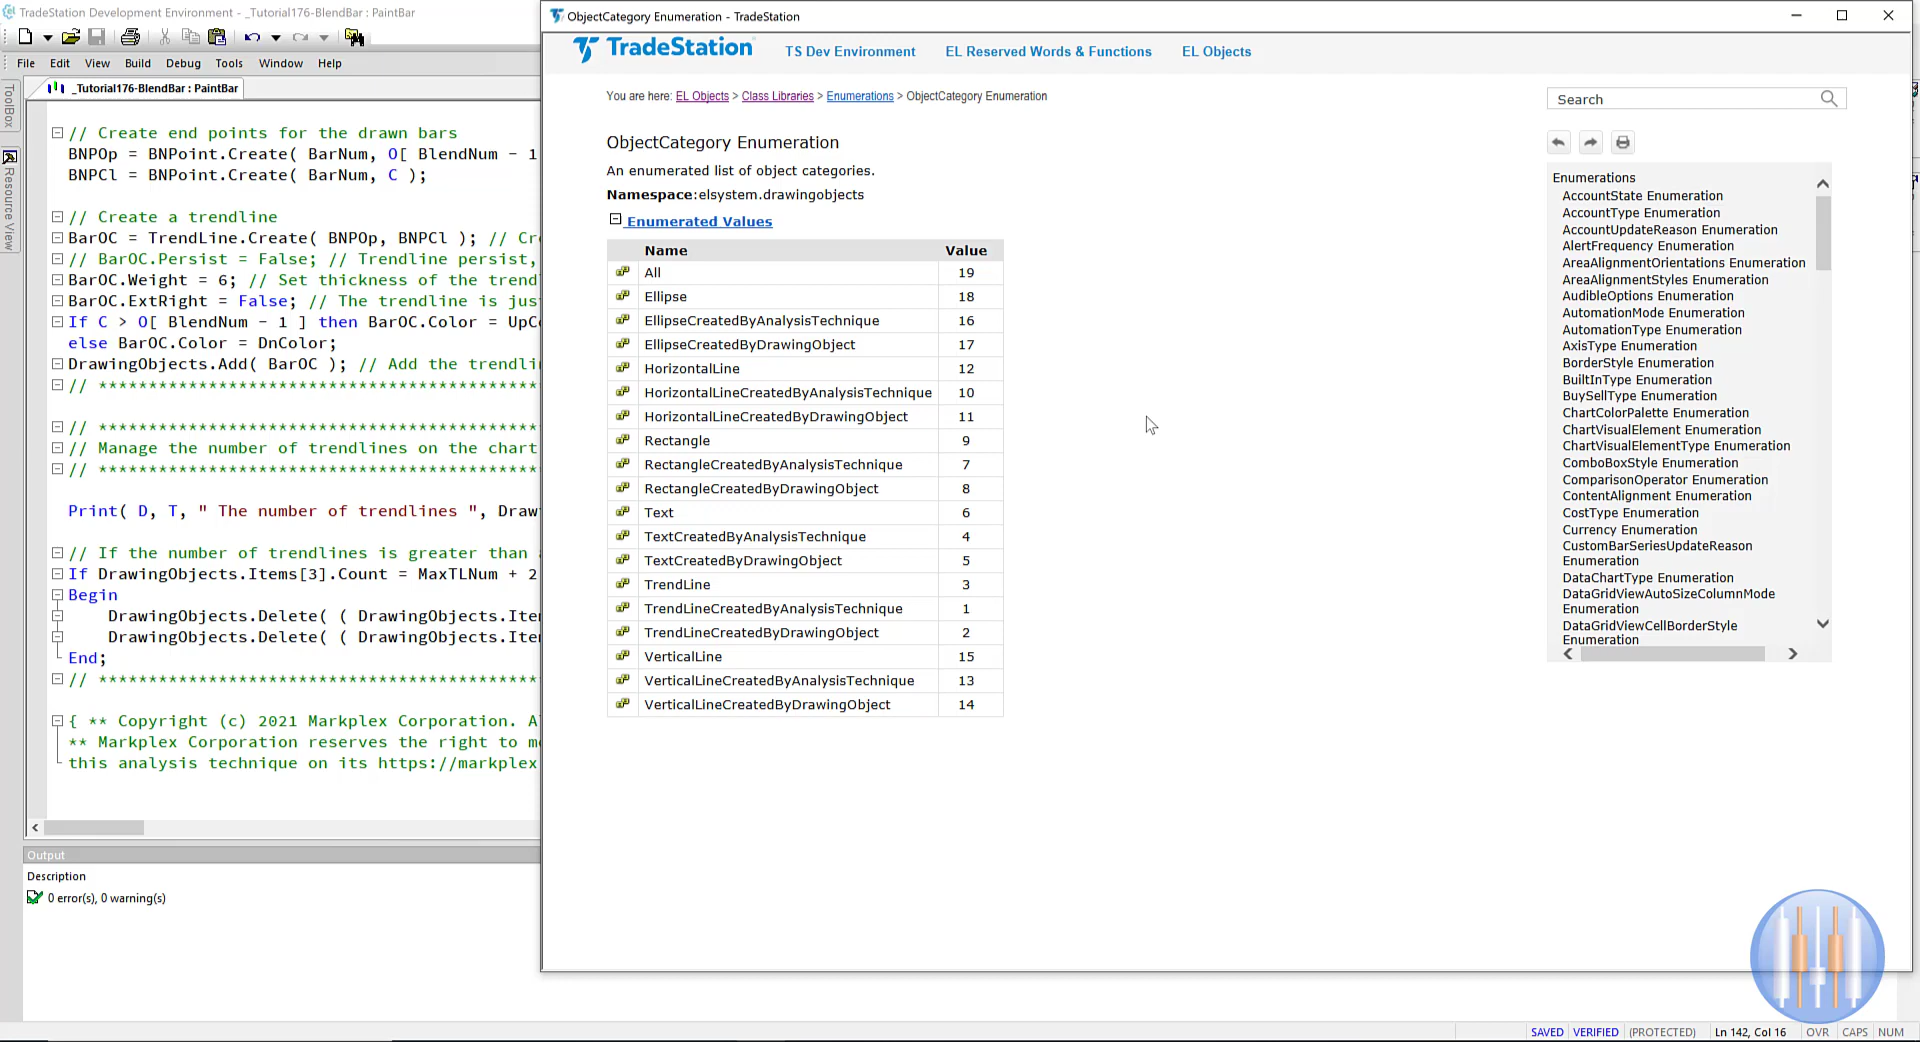 TradeStation Development Environment - _Tutorial176-BlendBar : PaintBar
File Edit View Build Debug Tools Window Help
ToolBox
Resource View
_Tutorial176-BlendBar : PaintBar
// Create end points for the drawn bars
BNPOp = BNPoint.Create( BarNum, O[ BlendNum - 1
BNPCl = BNPoint.Create( BarNum, C );
// Create a trendline
BarOC = TrendLine.Create( BNPOp, BNPCl ); // Cr
// BarOC.Persist = False; // Trendline persist,
BarOC.Weight = 6; // Set thickness of the trend
BarOC.ExtRight = False; // The trendline is jus
If C > O[ BlendNum - 1 ] then BarOC.Color = UpCo
else BarOC.Color = DnColor;
DrawingObjects.Add( BarOC ); // Add the trendli
// ********************************************
// ********************************************
// Manage the number of trendlines on the chart
// ********************************************
Print( D, T, " The number of trendlines ", Draw
// If the number of trendlines is greater than a
If DrawingObjects.Items[3].Count = MaxTLNum + 2
Begin
DrawingObjects.Delete( ( DrawingObjects.Ite
DrawingObjects.Delete( ( DrawingObjects.Ite
End;
// ********************************************
{ ** Copyright (c) 2021 Markplex Corporation. Al
** Markplex Corporation reserves the right to mo
this analysis technique on its https://markplex
Output
Description
0 error(s), 0 warning(s)
ObjectCategory Enumeration - TradeStation
TradeStation TS Dev Environment EL Reserved Words & Functions EL Objects
You are here: EL Objects > Class Libraries > Enumerations > ObjectCategory Enumeration
ObjectCategory Enumeration
An enumerated list of object categories.
Namespace:elsystem.drawingobjects
Enumerated Values
Name Value
All 19
Ellipse 18
EllipseCreatedByAnalysisTechnique 16
EllipseCreatedByDrawingObject 17
HorizontalLine 12
HorizontalLineCreatedByAnalysisTechnique 10
HorizontalLineCreatedByDrawingObject 11
Rectangle 9
RectangleCreatedByAnalysisTechnique 7
RectangleCreatedByDrawingObject 8
Text 6
TextCreatedByAnalysisTechnique 4
TextCreatedByDrawingObject 5
TrendLine 3
TrendLineCreatedByAnalysisTechnique 1
TrendLineCreatedByDrawingObject 2
VerticalLine 15
VerticalLineCreatedByAnalysisTechnique 13
VerticalLineCreatedByDrawingObject 14
Search
Enumerations
AccountState Enumeration
AccountType Enumeration
AccountUpdateReason Enumeration
AlertFrequency Enumeration
AreaAlignmentOrientations Enumeration
AreaAlignmentStyles Enumeration
AudibleOptions Enumeration
AutomationMode Enumeration
AutomationType Enumeration
AxisType Enumeration
BorderStyle Enumeration
BuiltInType Enumeration
BuySellType Enumeration
ChartColorPalette Enumeration
ChartVisualElement Enumeration
ChartVisualElementType Enumeration
ComboBoxStyle Enumeration
ComparisonOperator Enumeration
ContentAlignment Enumeration
CostType Enumeration
Currency Enumeration
CustomBarSeriesUpdateReason
Enumeration
DataChartType Enumeration
DataGridViewAutoSizeColumnMode
Enumeration
DataGridViewCellBorderStyle
Enumeration
SAVED VERIFIED (PROTECTED) Ln 142, Col 16 OVR CAPS NUM